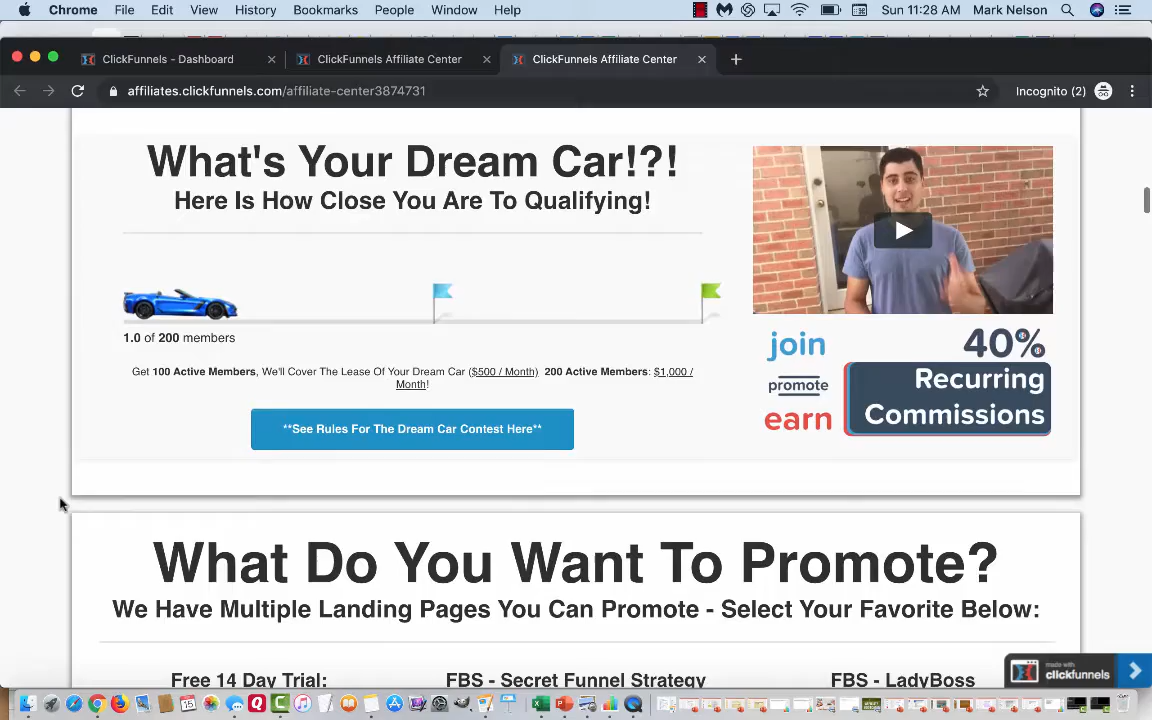 Chrome File Edit View History Bookmarks People Window Help Sun 11:28 AM Mark Nelson
ClickFunnels - Dashboard ClickFunnels Affiliate Center ClickFunnels Affiliate Center
affiliates.clickfunnels.com/affiliate-center3874731 Incognito (2)
What's Your Dream Car!?!
Here Is How Close You Are To Qualifying!
1.0 of 200 members
Get 100 Active Members, We'll Cover The Lease Of Your Dream Car ($500 / Month) 200 Active Members: $1,000 /
Month!
**See Rules For The Dream Car Contest Here**
join 40%
promote Recurring
earn Commissions
What Do You Want To Promote?
We Have Multiple Landing Pages You Can Promote - Select Your Favorite Below:
Free 14 Day Trial: FBS - Secret Funnel Strategy FBS - LadyBoss
made with
clickfunnels